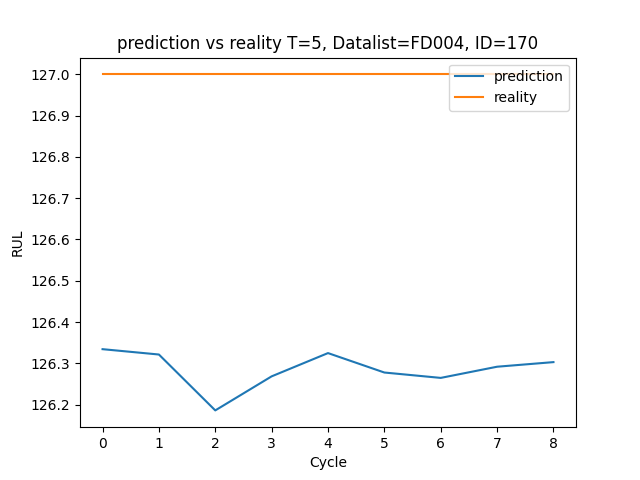 prediction vs reality T=5, Datalist=FD004, ID=170
127.0
126.9
126.8
126.7
126.6
126.5
126.4
126.3
126.2
RUL
prediction
reality
0 1 2 3 4 5 6 7 8
Cycle